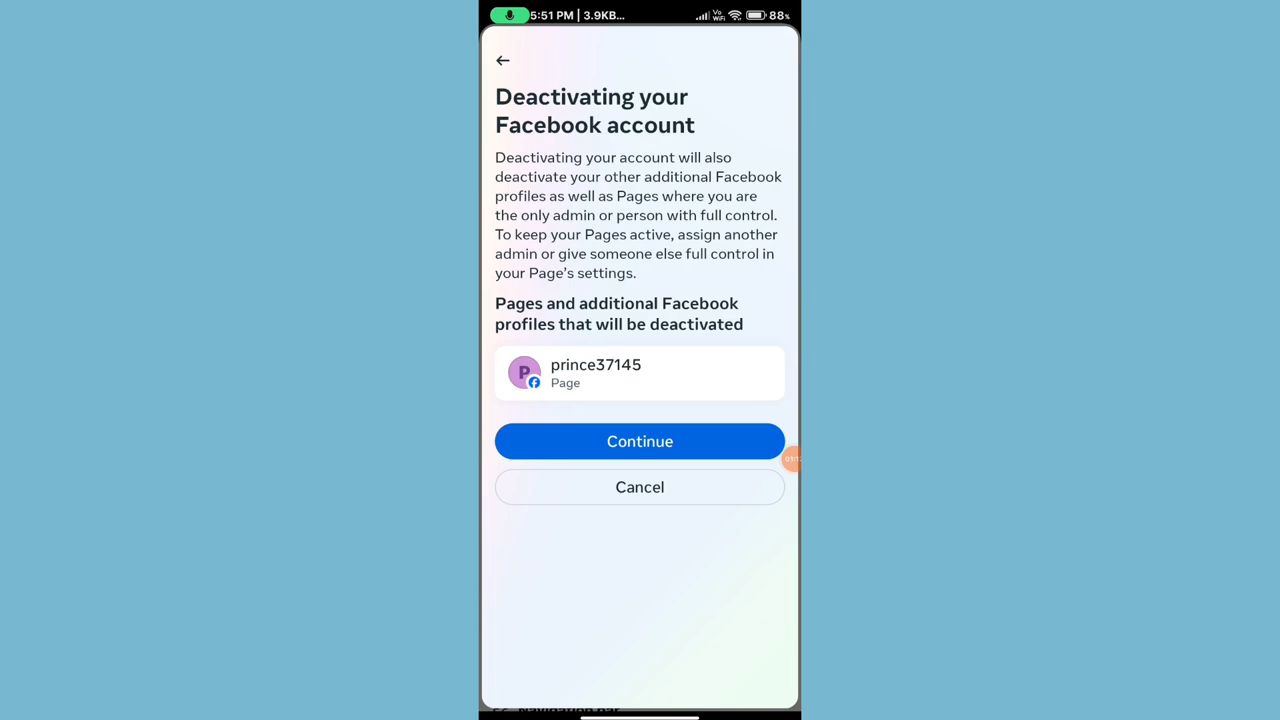 5:51 PM | 3.9KB...
Vo
WiFi
88%
Deactivating your
Facebook account
Deactivating your account will also
deactivate your other additional Facebook
profiles as well as Pages where you are
the only admin or person with full control.
To keep your Pages active, assign another
admin or give someone else full control in
your Page's settings.
Pages and additional Facebook
profiles that will be deactivated
P
prince37145
Page
Continue
Cancel